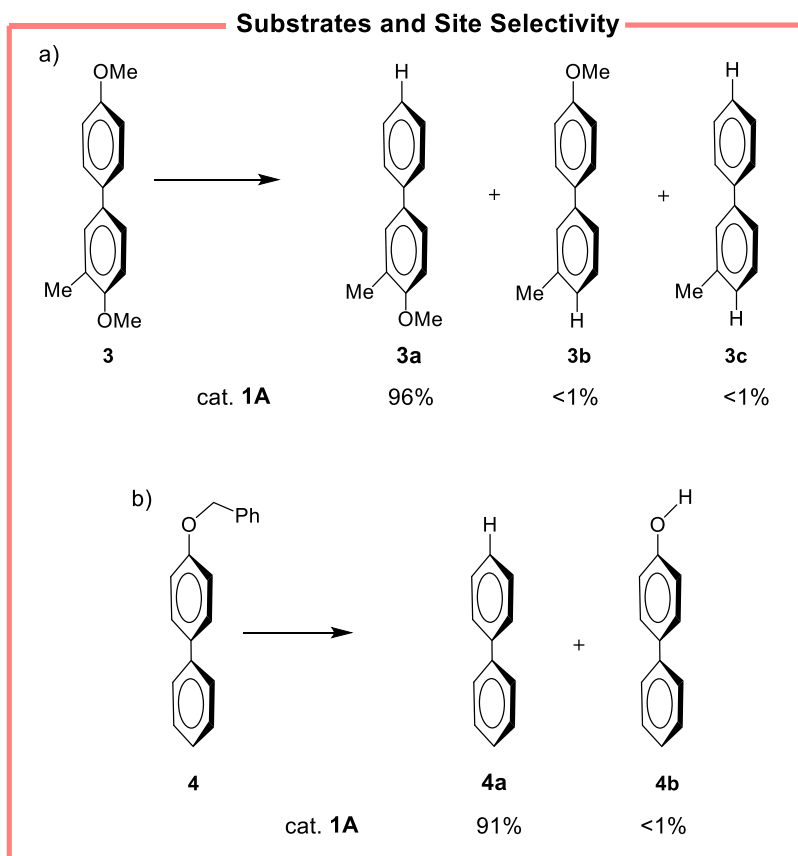 Substrates and Site Selectivity
a)
OMe H OMe H
+ +
Me Me Me Me
OMe OMe H H
3 3a 3b 3c
cat. 1A 96% <1% <1%
b)
O Ph H O H
+
4 4a 4b
cat. 1A 91% <1%